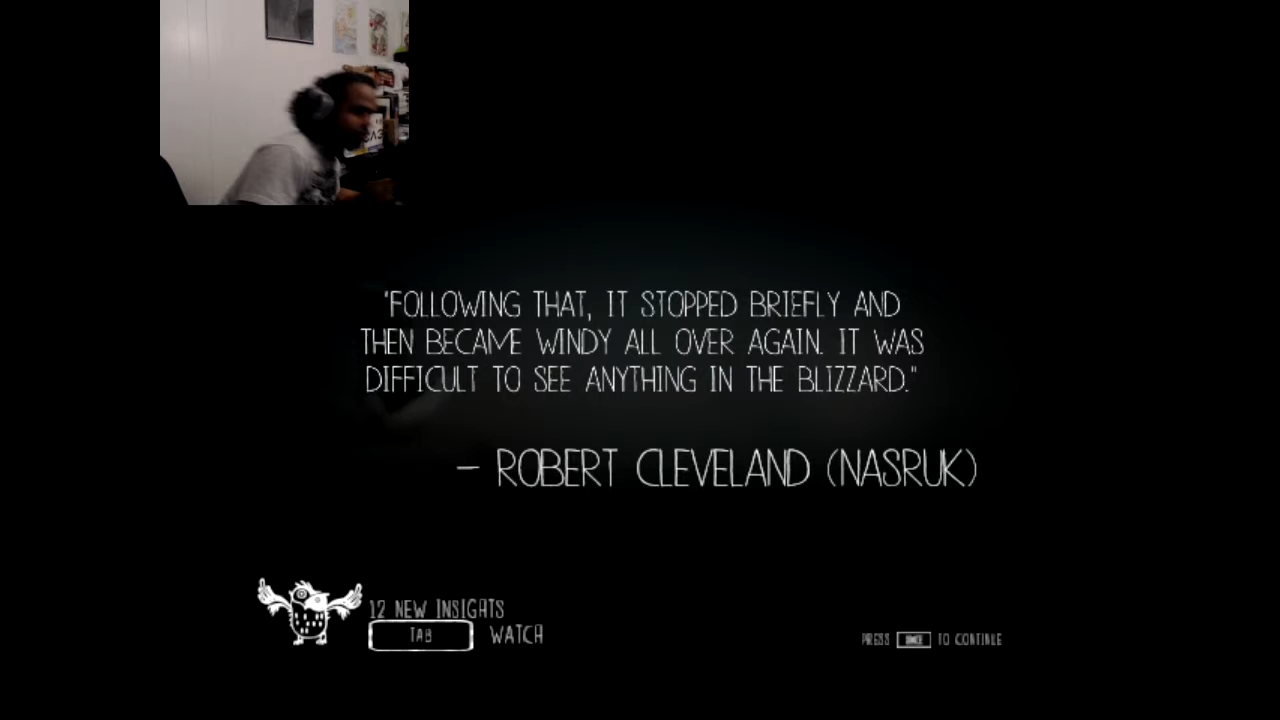 "FOLLOWING THAT, IT STOPPED BRIEFLY AND
THEN BECAME WINDY ALL OVER AGAIN. IT WAS
DIFFICULT TO SEE ANYTHING IN THE BLIZZARD."
— ROBERT CLEVELAND (NASRUK)
12 NEW INSIGHTS
TAB WATCH
PRESS SPACE TO CONTINUE